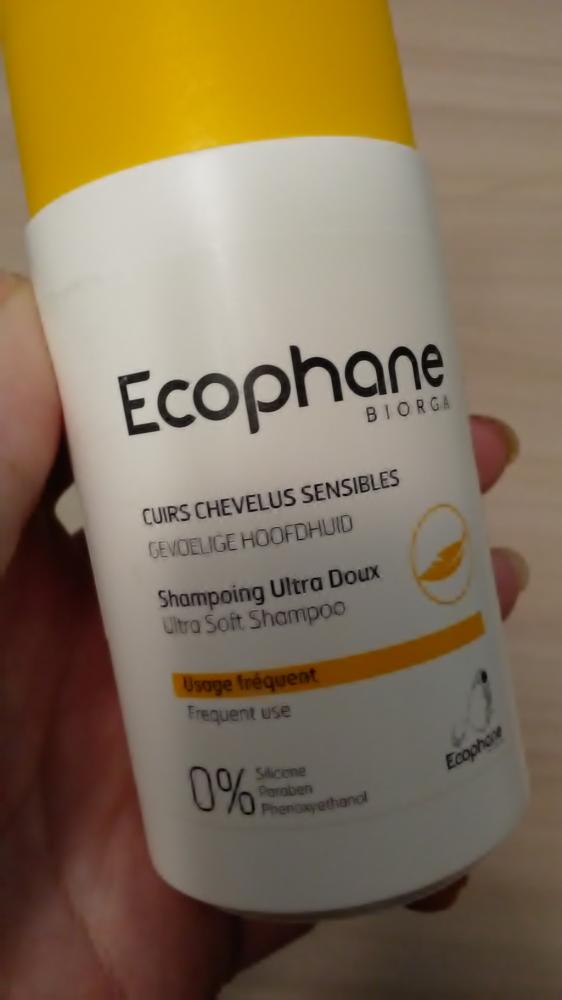 Ecophane
BIORGA
CUIRS CHEVELUS SENSIBLES
GEVOELIGE HOOFDHUID
Shampoing Ultra Doux
Ultra Soft Shampoo
Usage fréquent
Frequent use
0% Silicone
Paraben
Phenoxyethanol
Ecophane